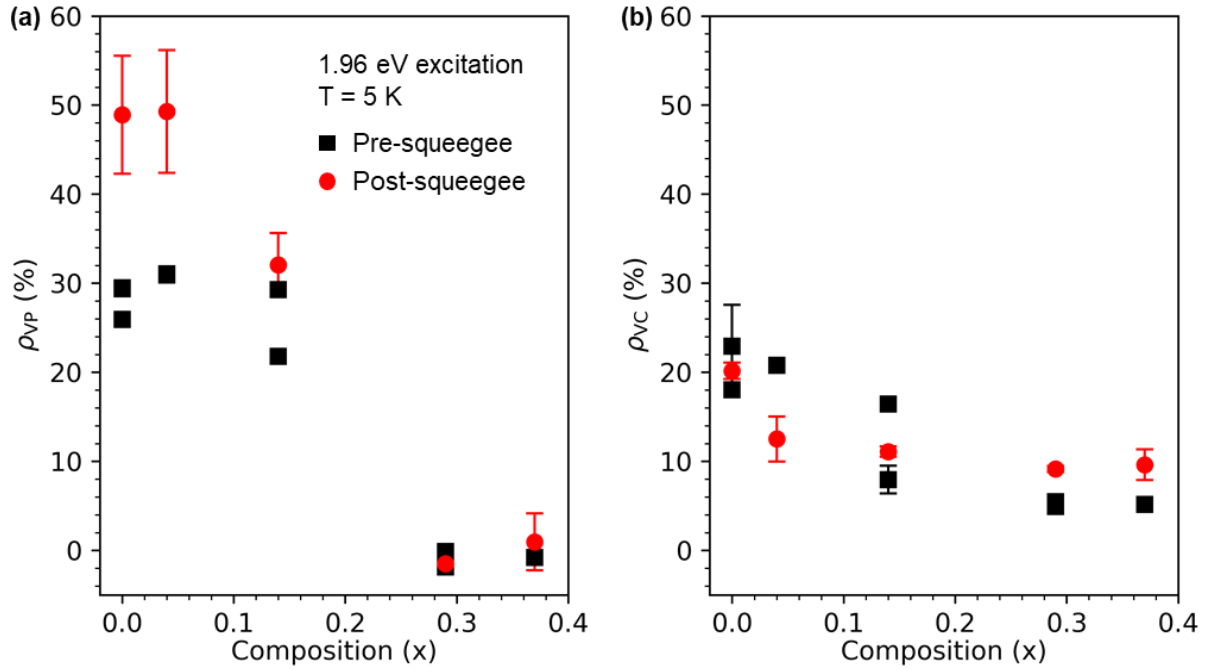 (a)
60
50
40
30
20
10
0
ρVP (%)
1.96 eV excitation
T = 5 K
Pre-squeegee
Post-squeegee
0.0 0.1 0.2 0.3 0.4
Composition (x)
(b)
60
50
40
30
20
10
0
ρVC (%)
0.0 0.1 0.2 0.3 0.4
Composition (x)